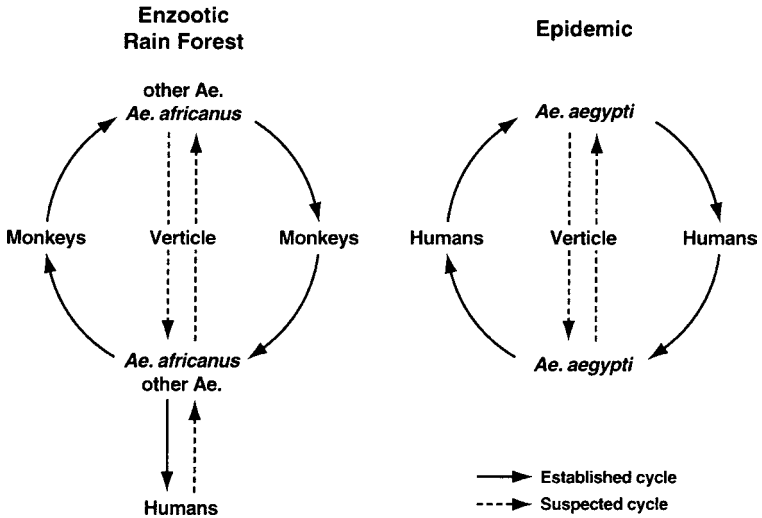 Enzootic
Rain Forest
other Ae.
Ae. africanus
Monkeys
Verticle
Monkeys
Ae. africanus
other Ae.
Humans
Epidemic
Ae. aegypti
Humans
Verticle
Humans
Ae. aegypti
Established cycle
Suspected cycle